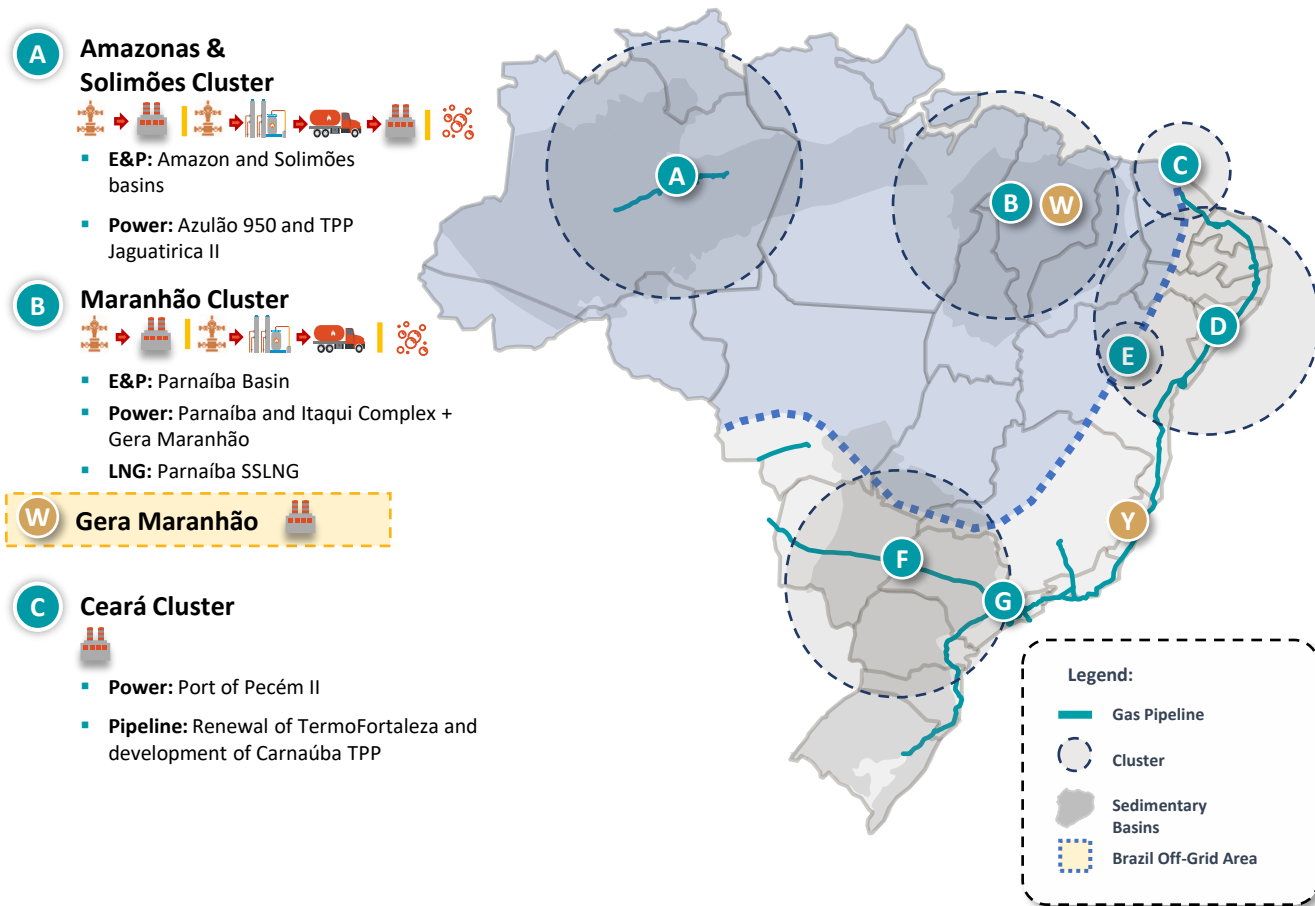 A
Amazonas &
Solimões Cluster
▪ E&P: Amazon and Solimões
basins
▪ Power: Azulão 950 and TPP
Jaguatirica II
B
Maranhão Cluster
▪ E&P: Parnaíba Basin
▪ Power: Parnaíba and Itaqui Complex +
Gera Maranhão
▪ LNG: Parnaíba SSLNG
W
Gera Maranhão
C
Ceará Cluster
▪ Power: Port of Pecém II
▪ Pipeline: Renewal of TermoFortaleza and
development of Carnaúba TPP
A
B
W
C
D
E
Y
F
G
Legend:
Gas Pipeline
Cluster
Sedimentary
Basins
Brazil Off-Grid Area